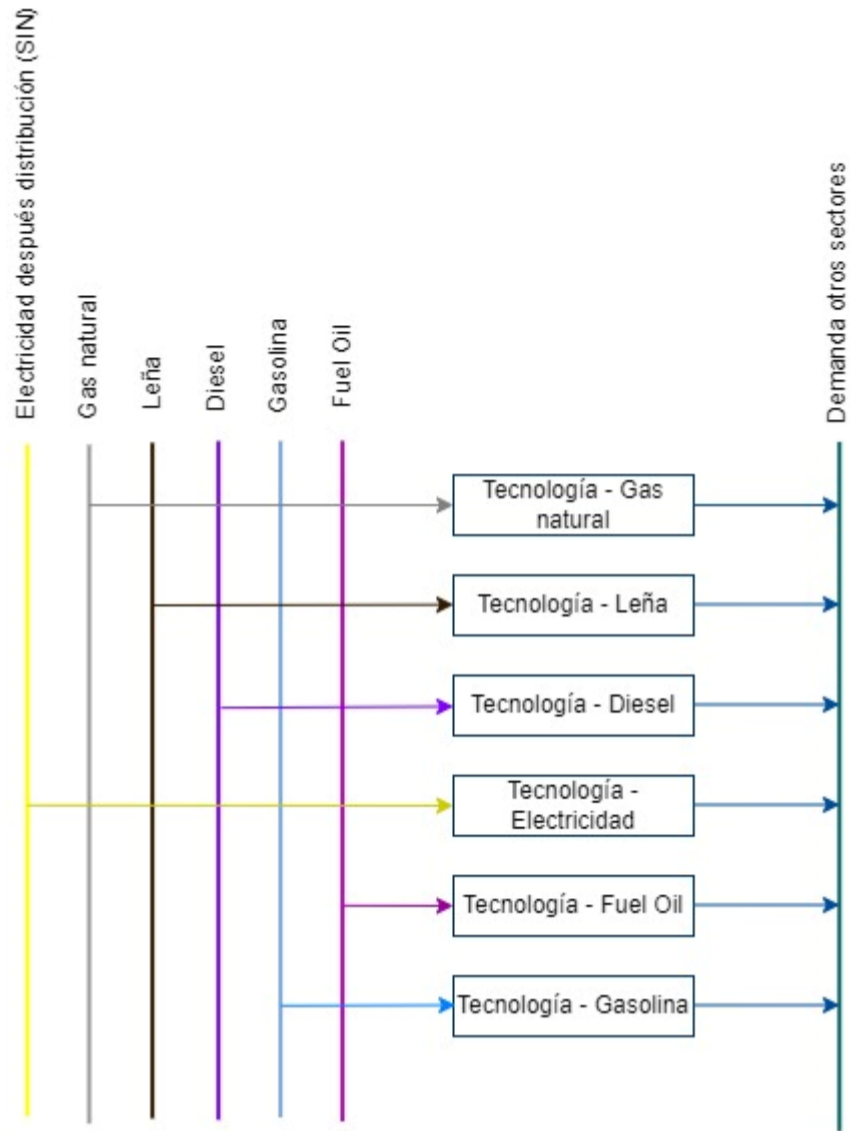 Electricidad después distribución (SIN)
Gas natural
Leña
Diesel
Gasolina
Fuel Oil
Demanda otros sectores
Tecnología - Gas
natural
Tecnología - Leña
Tecnología - Diesel
Tecnología -
Electricidad
Tecnología - Fuel Oil
Tecnología - Gasolina